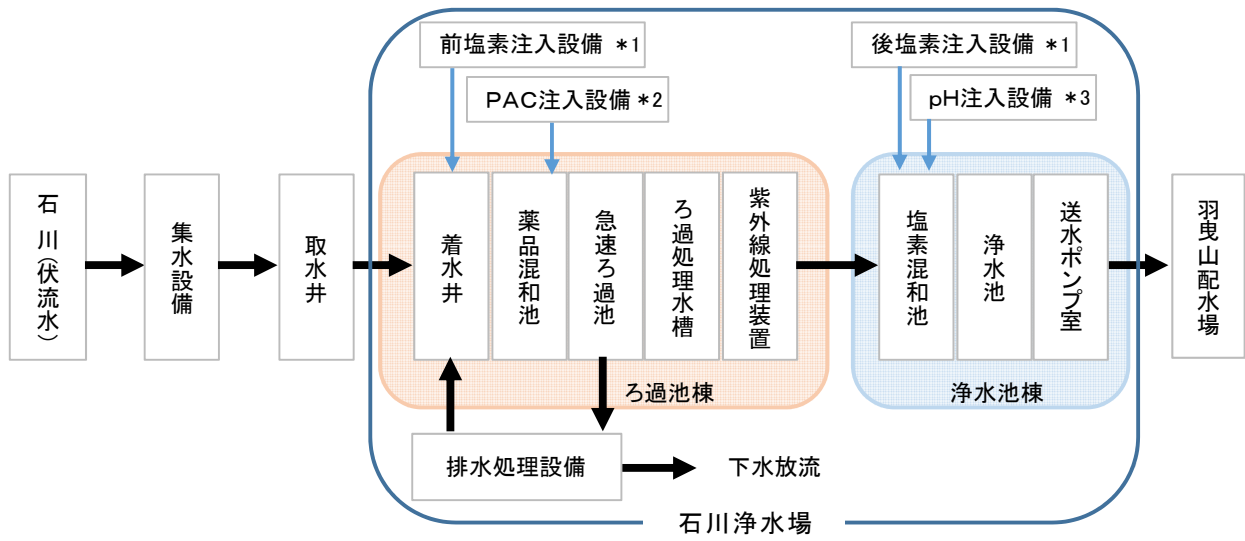 前塩素注入設備 *1
後塩素注入設備 *1
PAC注入設備 *2
pH注入設備 *3
石川(伏流水)
集水設備
取水井
着水井
薬品混和池
急速ろ過池
ろ過処理水槽
紫外線処理装置
塩素混和池
浄水池
送水ポンプ室
羽曳山配水場
ろ過池棟
浄水池棟
排水処理設備
下水放流
石川浄水場